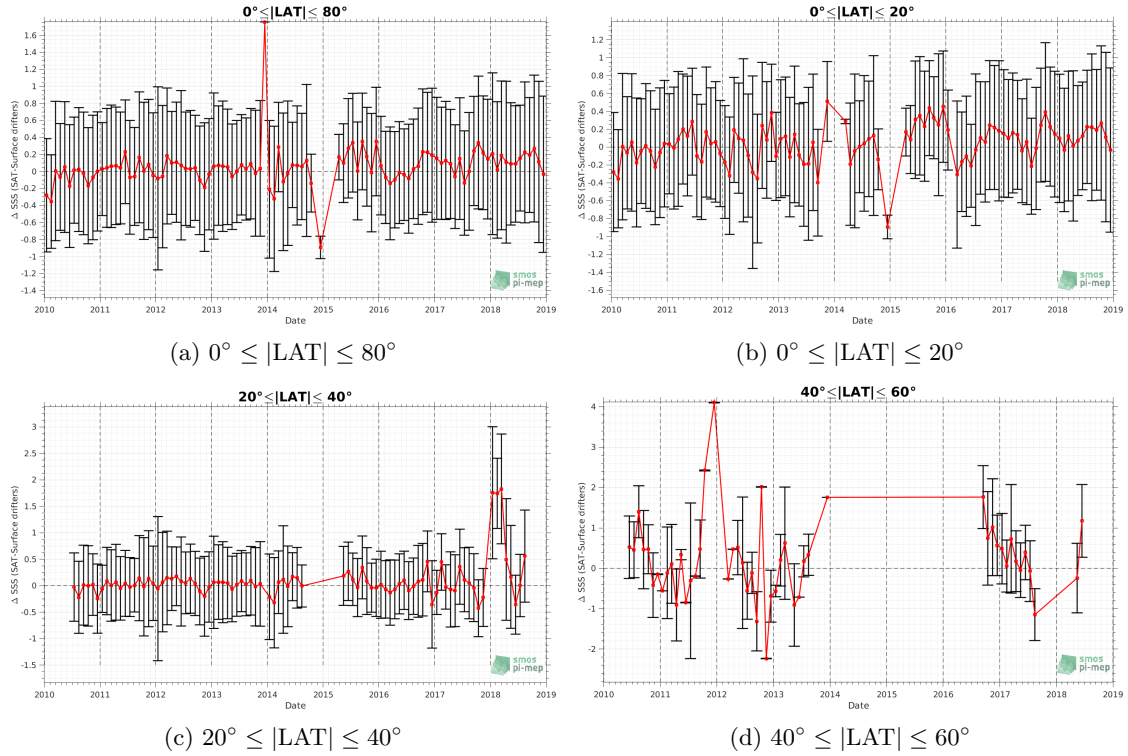 0°≤|LAT|≤ 80°
Δ SSS (SAT-Surface drifters)
1.6
1.4
1.2
1
0.8
0.6
0.4
0.2
0.0
-0.2
-0.4
-0.6
-0.8
-1
-1.2
-1.4
2010 2011 2012 2013 2014 2015 2016 2017 2018 2019
Date
smos
pi-mep
(a) 0° ≤ |LAT| ≤ 80°
0°≤|LAT|≤ 20°
Δ SSS (SAT-Surface drifters)
1.2
1
0.8
0.6
0.4
0.2
0.0
-0.2
-0.4
-0.6
-0.8
-1
-1.2
-1.4
-1.6
2010 2011 2012 2013 2014 2015 2016 2017 2018 2019
Date
smos
pi-mep
(b) 0° ≤ |LAT| ≤ 20°
20°≤|LAT|≤ 40°
Δ SSS (SAT-Surface drifters)
3
2.5
2
1.5
1
0.5
0.0
-0.5
-1
-1.5
2010 2011 2012 2013 2014 2015 2016 2017 2018 2019
Date
smos
pi-mep
(c) 20° ≤ |LAT| ≤ 40°
40°≤|LAT|≤ 60°
Δ SSS (SAT-Surface drifters)
4
3
2
1
0
-1
-2
2010 2011 2012 2013 2014 2015 2016 2017 2018 2019
Date
smos
pi-mep
(d) 40° ≤ |LAT| ≤ 60°